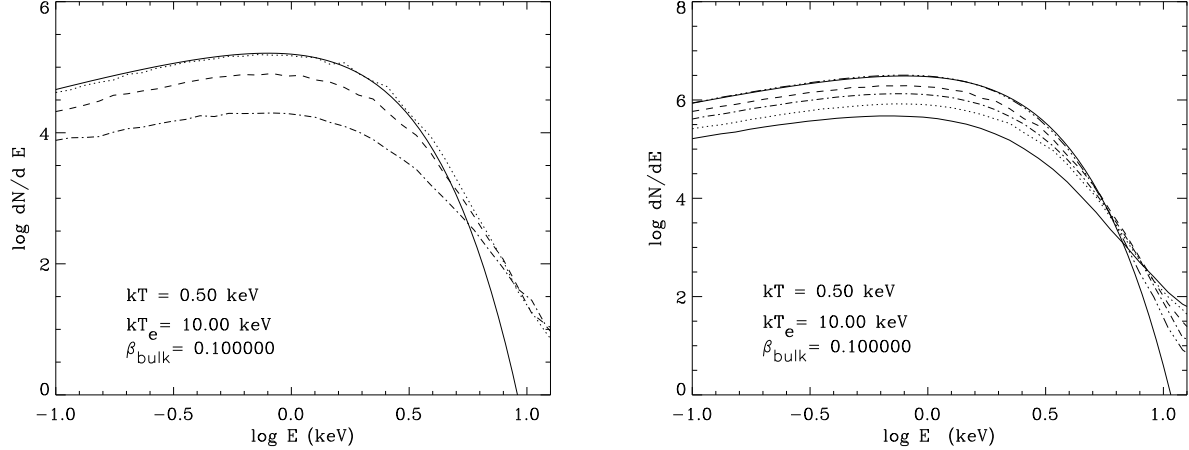 6
4
2
0
log dN/d E
kT = 0.50 keV
kT_e= 10.00 keV
β_bulk= 0.100000
−1.0 −0.5 0.0 0.5 1.0
log E (keV)
8
6
4
2
0
log dN/dE
kT = 0.50 keV
kT_e= 10.00 keV
β_bulk= 0.100000
−1.0 −0.5 0.0 0.5 1.0
log E (keV)